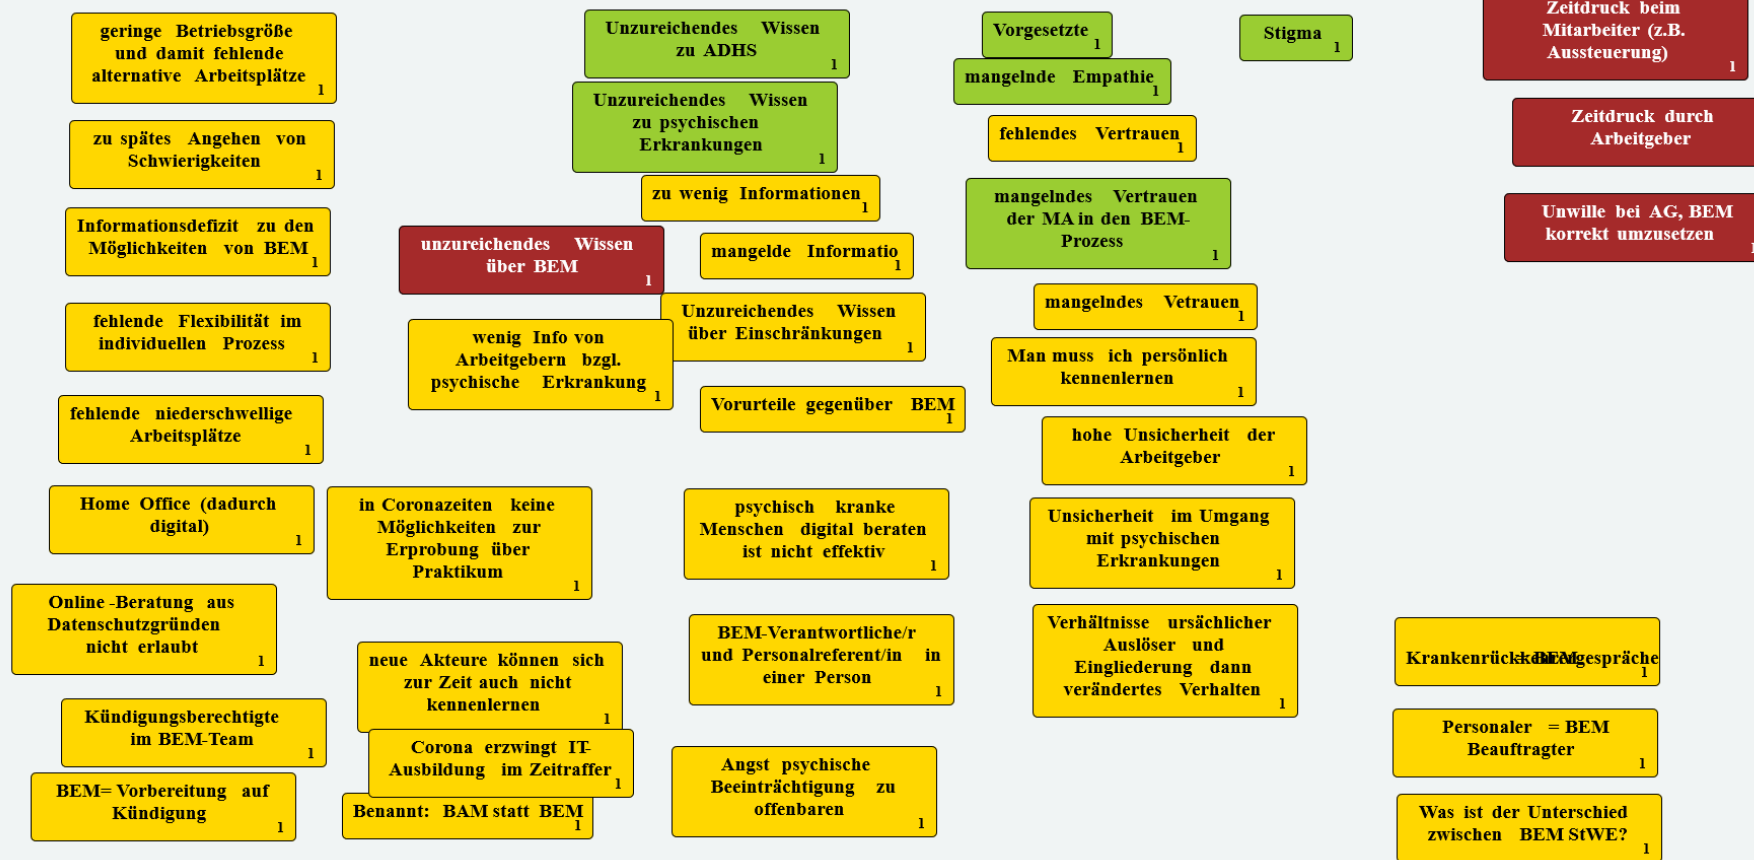 geringe Betriebsgröße
und damit fehlende
alternative Arbeitsplätze
1
zu spätes Angehen von
Schwierigkeiten
1
Informationsdefizit zu den
Möglichkeiten von BEM
1
fehlende Flexibilität im
individuellen Prozess
1
fehlende niederschwellige
Arbeitsplätze
1
Home Office (dadurch
digital)
1
Online-Beratung aus
Datenschutzgründen
nicht erlaubt
1
Kündigungsberechtigte
im BEM-Team
1
BEM= Vorbereitung auf
Kündigung
1
unzureichendes Wissen
über BEM
1
wenig Info von
Arbeitgebern bzgl.
psychische Erkrankung
1
in Coronazeiten keine
Möglichkeiten zur
Erprobung über
Praktikum
1
neue Akteure können sich
zur Zeit auch nicht
kennenlernen
1
Corona erzwingt IT-
Ausbildung im Zeitraffer
1
Benannt: BAM statt BEM
1
Unzureichendes Wissen
zu ADHS
1
Unzureichendes Wissen
zu psychischen
Erkrankungen
1
zu wenig Informationen
1
mangelde Informatio
1
Unzureichendes Wissen
über Einschränkungen
1
Vorurteile gegenüber BEM
1
psychisch kranke
Menschen digital beraten
ist nicht effektiv
1
BEM-Verantwortliche/r
und Personalreferent/in in
einer Person
1
Angst psychische
Beeinträchtigung zu
offenbaren
1
Vorgesetzte
1
mangelnde Empathie
1
fehlendes Vertrauen
1
mangelndes Vertrauen
der MA in den BEM-
Prozess
1
mangelndes Vetrauen
1
Man muss ich persönlich
kennenlernen
1
hohe Unsicherheit der
Arbeitgeber
1
Unsicherheit im Umgang
mit psychischen
Erkrankungen
1
Verhältnisse ursächlicher
Auslöser und
Eingliederung dann
verändertes Verhalten
1
Stigma
1
Zeitdruck beim
Mitarbeiter (z.B.
Aussteuerung)
1
Zeitdruck durch
Arbeitgeber
Unwille bei AG, BEM
korrekt umzusetzen
1
= BEM
1
Personaler = BEM
Beauftragter
1
Was ist der Unterschied
zwischen BEM StWE?
1